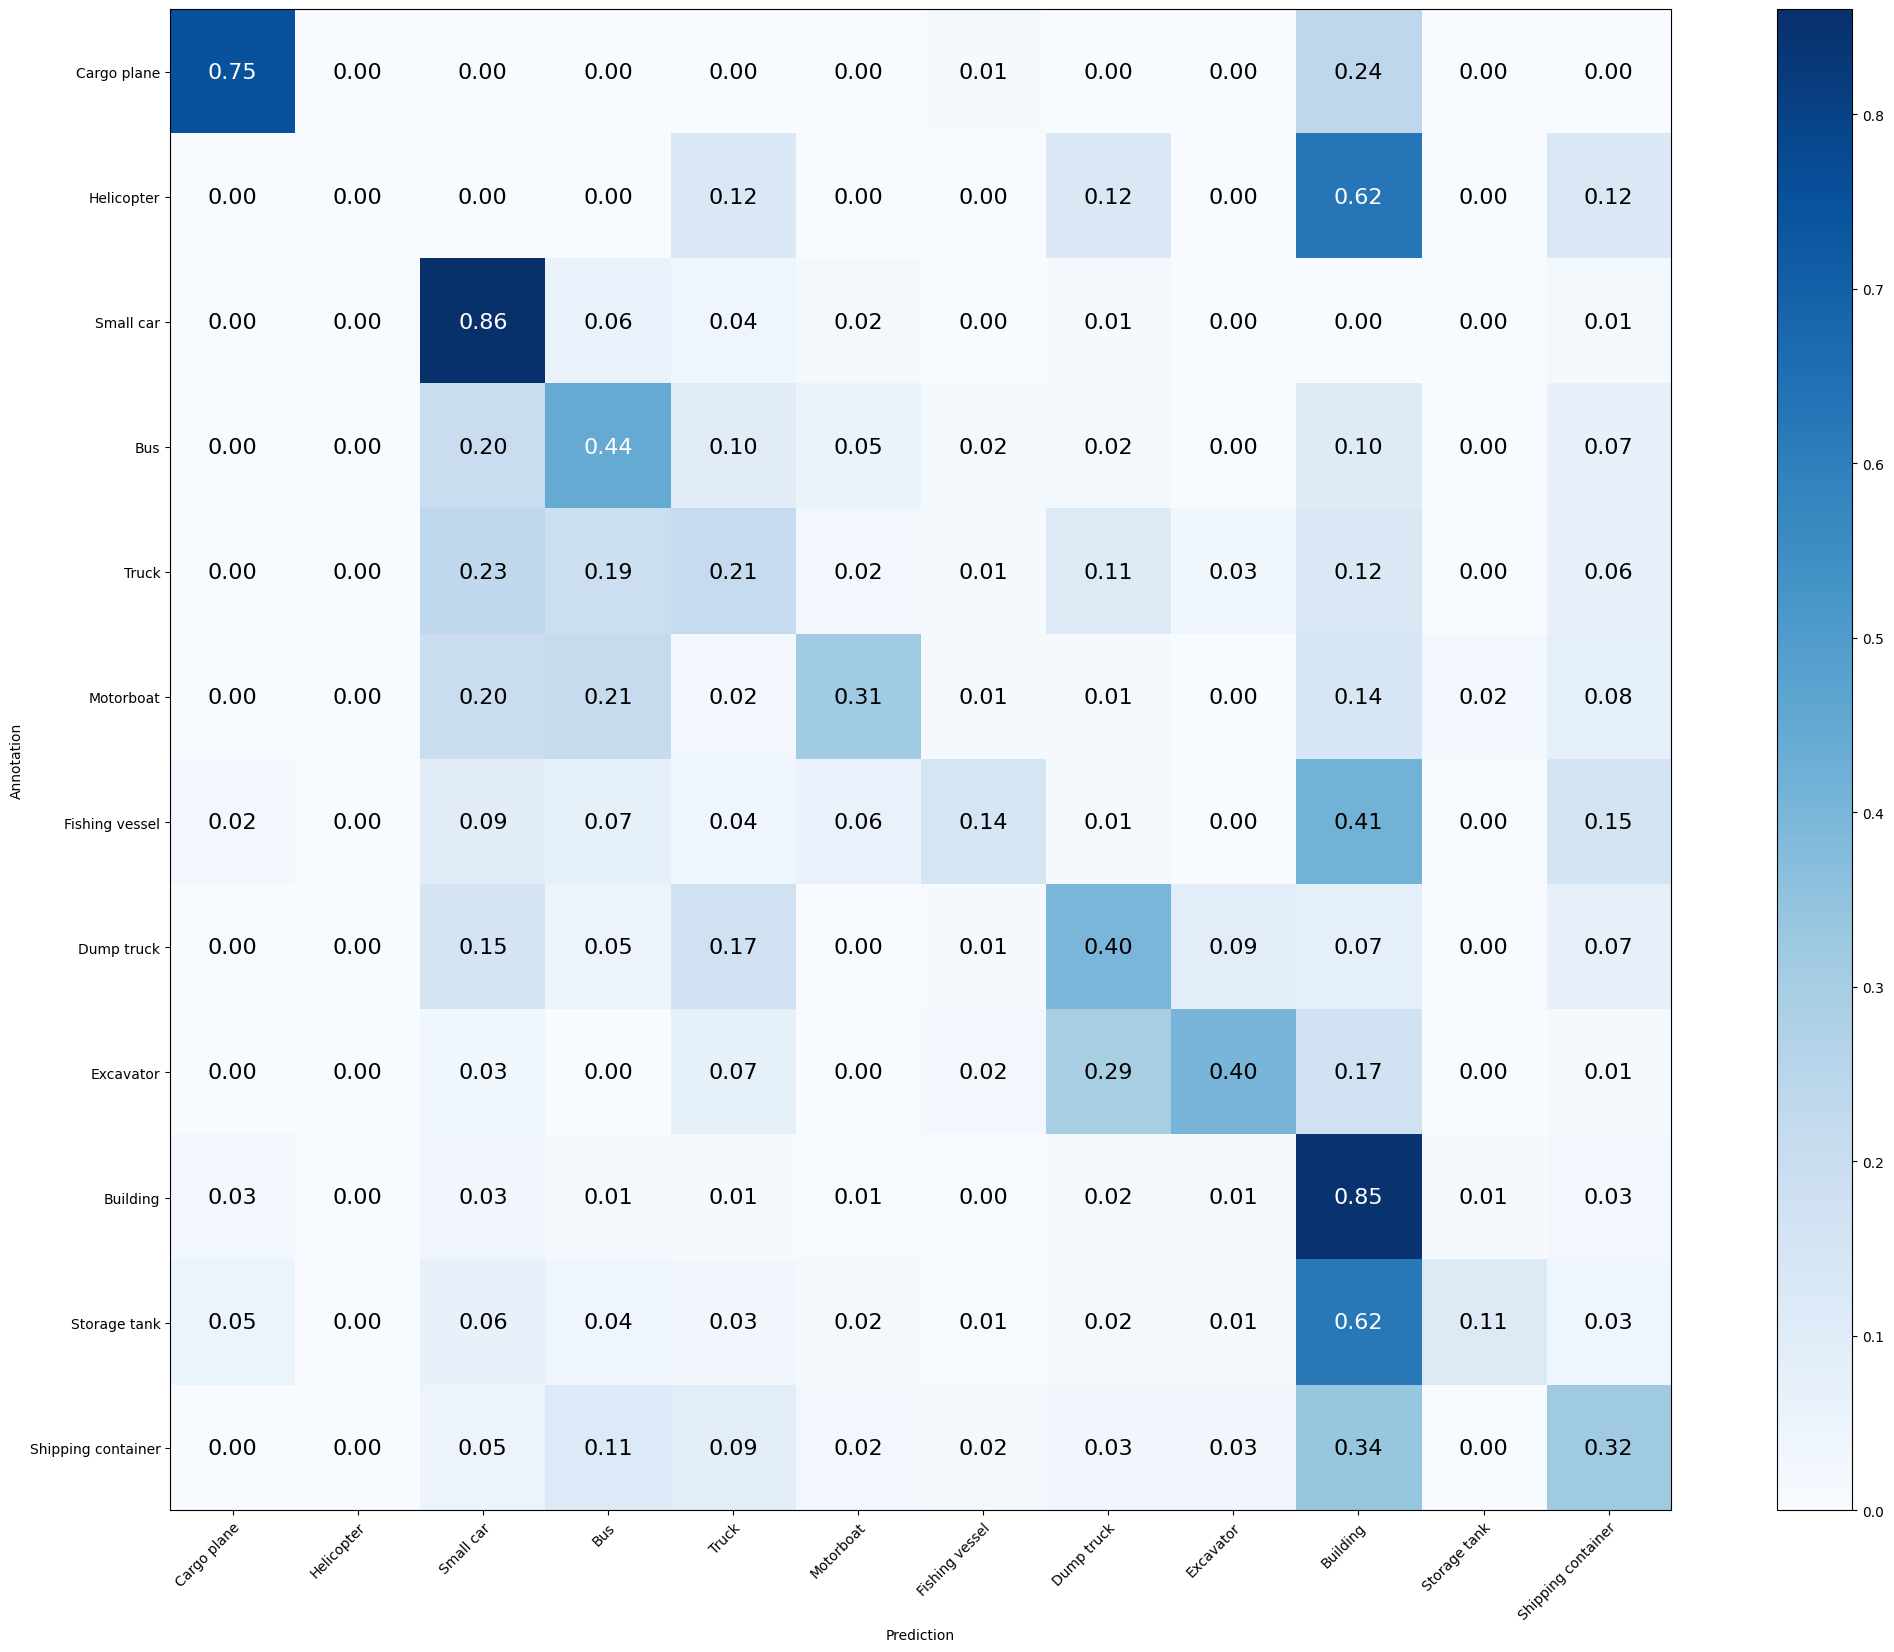 Cargo plane 0.75 0.00 0.00 0.00 0.00 0.00 0.01 0.00 0.00 0.24 0.00 0.00
0.8
Helicopter 0.00 0.00 0.00 0.00 0.12 0.00 0.00 0.12 0.00 0.62 0.00 0.12
0.7
Small car 0.00 0.00 0.86 0.06 0.04 0.02 0.00 0.01 0.00 0.00 0.00 0.01
Bus 0.00 0.00 0.20 0.44 0.10 0.05 0.02 0.02 0.00 0.10 0.00 0.07
0.6
Truck 0.00 0.00 0.23 0.19 0.21 0.02 0.01 0.11 0.03 0.12 0.00 0.06
0.5
Motorboat 0.00 0.00 0.20 0.21 0.02 0.31 0.01 0.01 0.00 0.14 0.02 0.08
Annotation
0.4
Fishing vessel 0.02 0.00 0.09 0.07 0.04 0.06 0.14 0.01 0.00 0.41 0.00 0.15
Dump truck 0.00 0.00 0.15 0.05 0.17 0.00 0.01 0.40 0.09 0.07 0.00 0.07
0.3
Excavator 0.00 0.00 0.03 0.00 0.07 0.00 0.02 0.29 0.40 0.17 0.00 0.01
0.2
Building 0.03 0.00 0.03 0.01 0.01 0.01 0.00 0.02 0.01 0.85 0.01 0.03
Storage tank 0.05 0.00 0.06 0.04 0.03 0.02 0.01 0.02 0.01 0.62 0.11 0.03
0.1
Shipping container 0.00 0.00 0.05 0.11 0.09 0.02 0.02 0.03 0.03 0.34 0.00 0.32
0.0
Cargo plane
Helicopter
Small car
Bus
Truck
Motorboat
Fishing vessel
Dump truck
Excavator
Building
Storage tank
Shipping container
Prediction